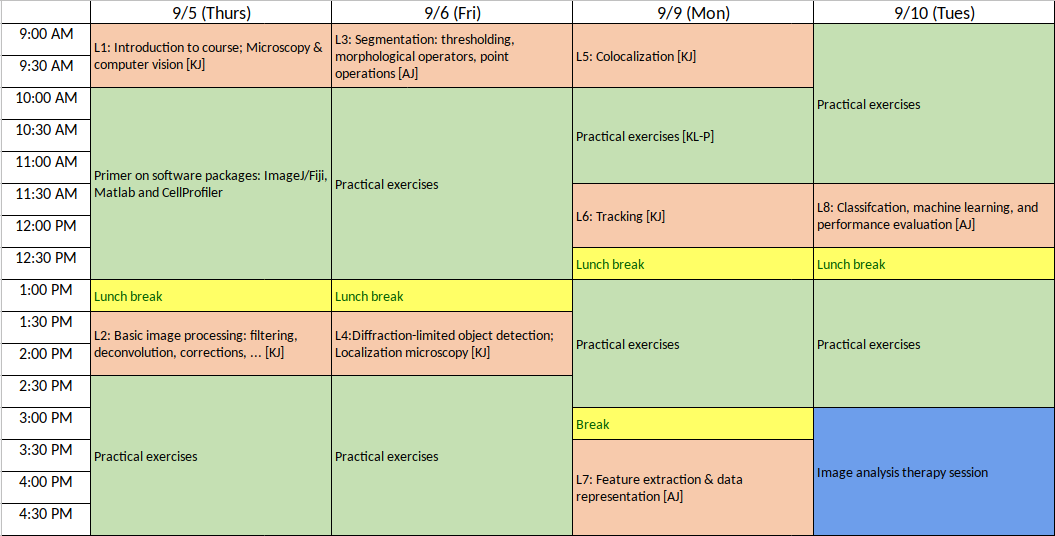 9/5 (Thurs)
9/6 (Fri)
9/9 (Mon)
9/10 (Tues)
9:00 AM
9:30 AM
10:00 AM
10:30 AM
11:00 AM
11:30 AM
12:00 PM
12:30 PM
1:00 PM
1:30 PM
2:00 PM
2:30 PM
3:00 PM
3:30 PM
4:00 PM
4:30 PM
L1: Introduction to course; Microscopy &
computer vision [KJ]
Primer on software packages: ImageJ/Fiji,
Matlab and CellProfiler
Lunch break
L2: Basic image processing: filtering,
deconvolution, corrections, ... [KJ]
Practical exercises
L3: Segmentation: thresholding,
morphological operators, point
operations [AJ]
Practical exercises
Lunch break
L4:Diffraction-limited object detection;
Localization microscopy [KJ]
Practical exercises
L5: Colocalization [KJ]
Practical exercises [KL-P]
L6: Tracking [KJ]
Lunch break
Practical exercises
Break
L7: Feature extraction & data
representation [AJ]
Practical exercises
L8: Classifcation, machine learning, and
performance evaluation [AJ]
Lunch break
Practical exercises
Image analysis therapy session